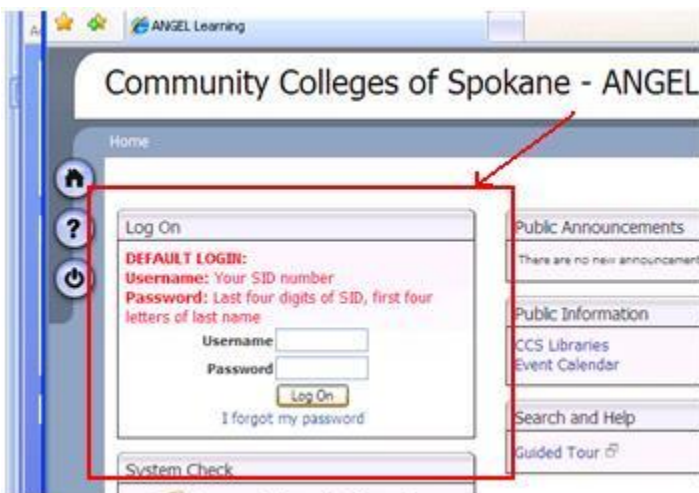 ANGEL Learning
Community Colleges of Spokane - ANGEL
Home
Log On
DEFAULT LOGIN:
Username: Your SID number
Password: Last four digits of SID, first four
letters of last name
Username
Password
Log On
I forgot my password
System Check
Public Announcements
There are no new announcement
Public Information
CCS Libraries
Event Calendar
Search and Help
Guided Tour